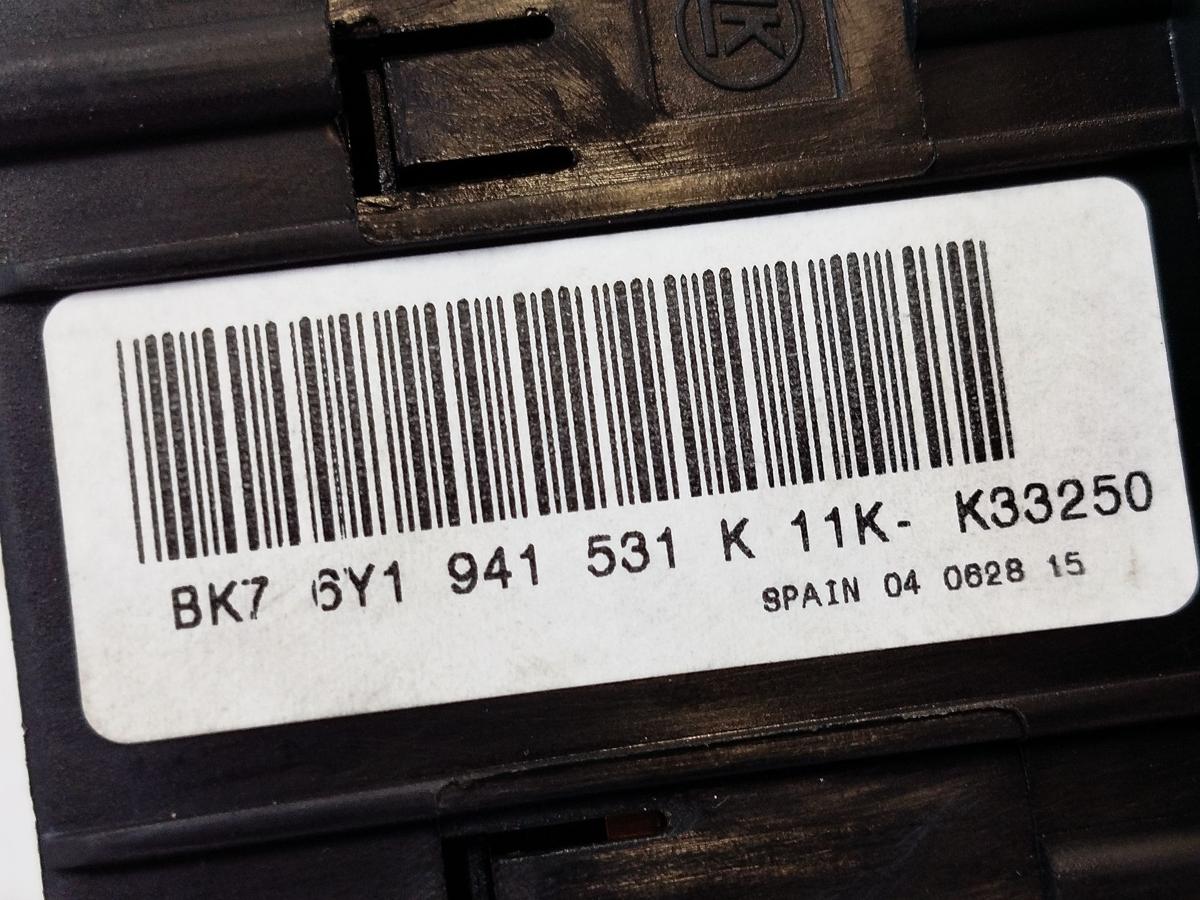 BK7 6Y1 941 531 K 11K- K33250
SPAIN 04 0628 15